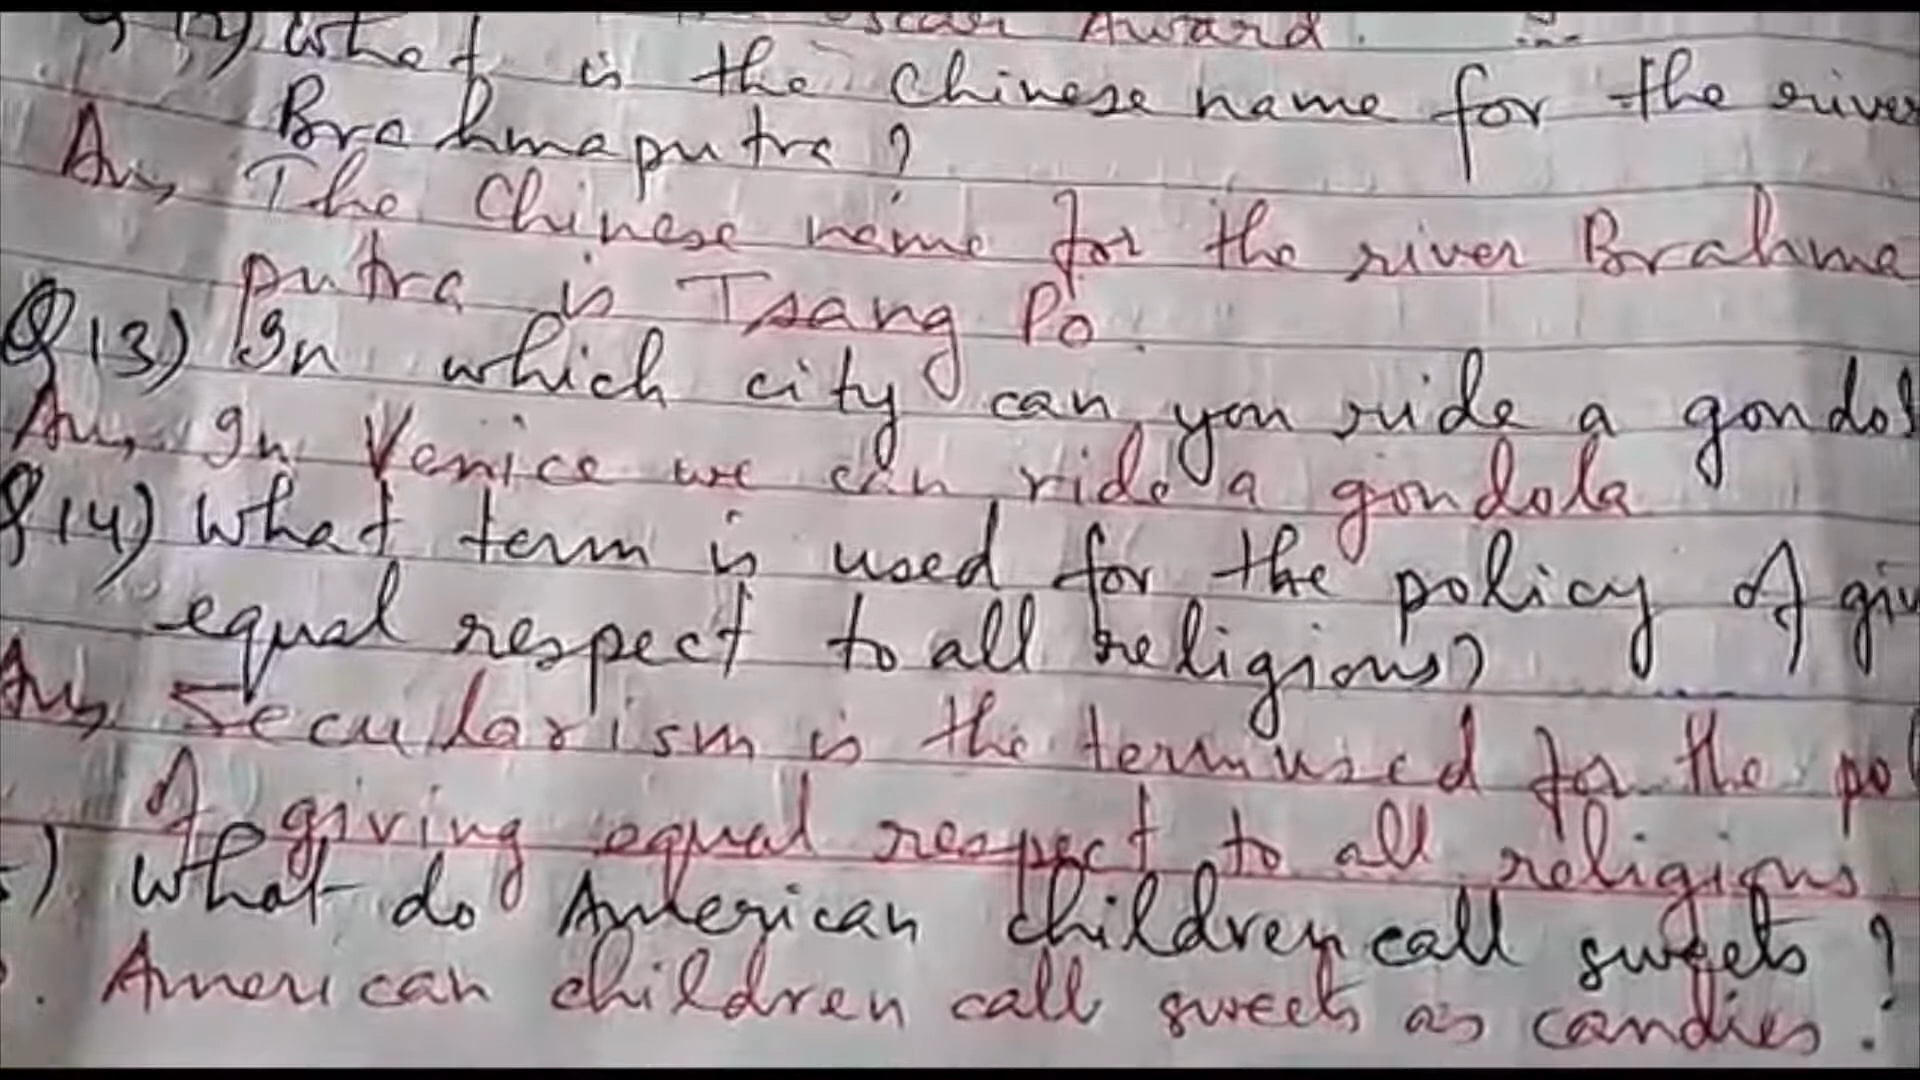 Oscar Award.
Q 12) What is the Chinese name for the river
Brahmaputra?
Ans, The Chinese name for the river Brahma
putra is Tsang Po.
Q 13) In which city can you ride a gondol
Ans, In Venice we can ride a gondola
Q 14) What term is used for the policy of giv
equal respect to all religions?
Ans, Secularism is the term used for the pol
of giving equal respect to all religions
) What do American children call sweets?
. American children call sweets as candies.